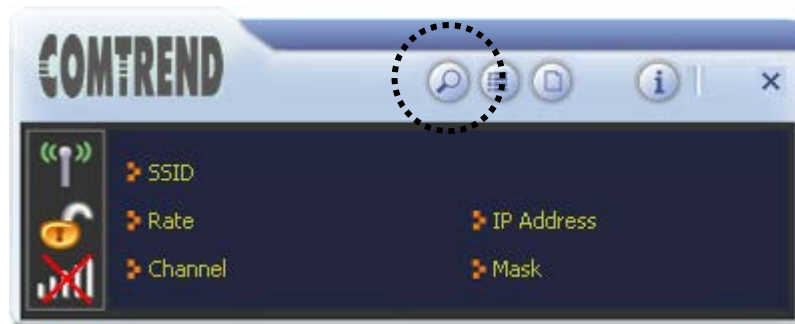 COMTREND
SSID
Rate
IP Address
Channel
Mask